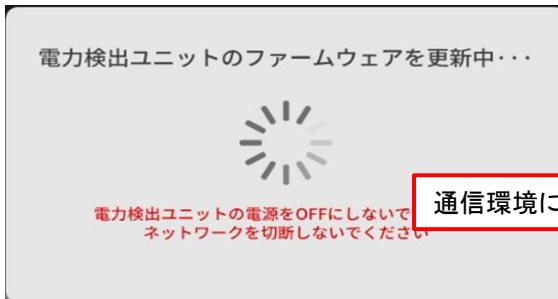 電力検出ユニットのファームウェアを更新中・・・
電力検出ユニットの電源をOFFにしないで
ネットワークを切断しないでください
通信環境に